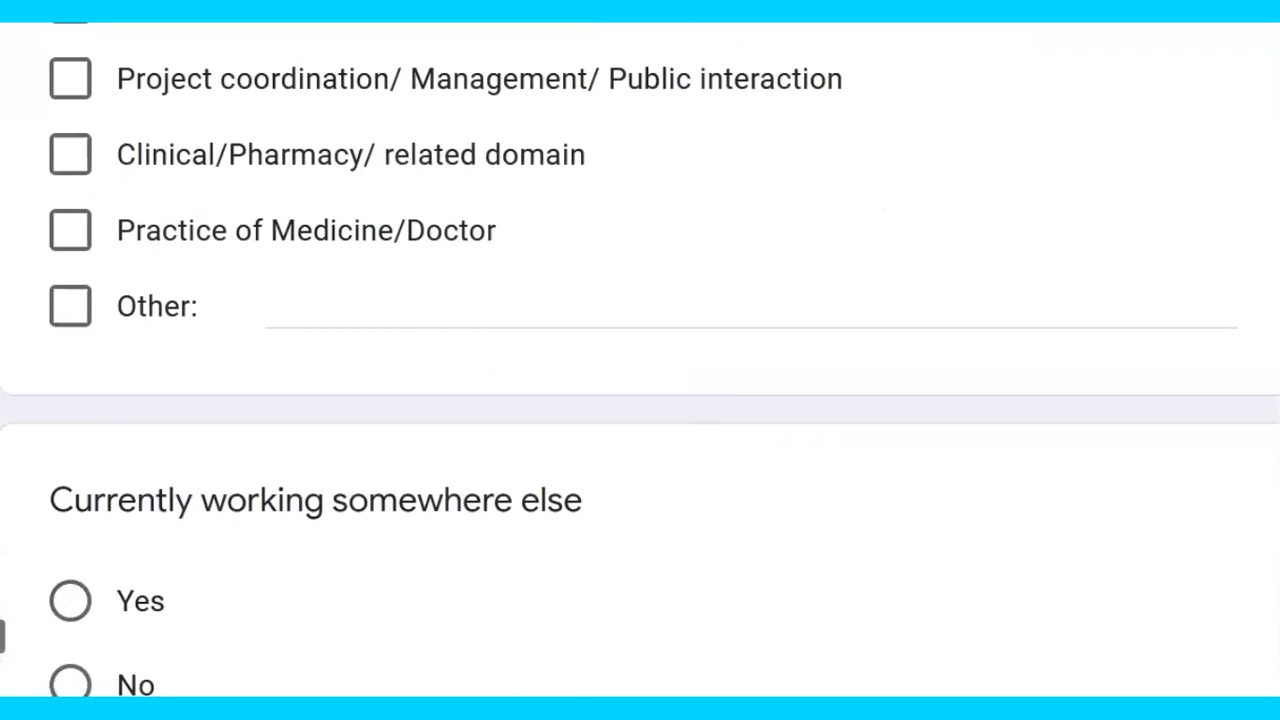 Project coordination/ Management/ Public interaction
Clinical/Pharmacy/ related domain
Practice of Medicine/Doctor
Other:
Currently working somewhere else
Yes
No